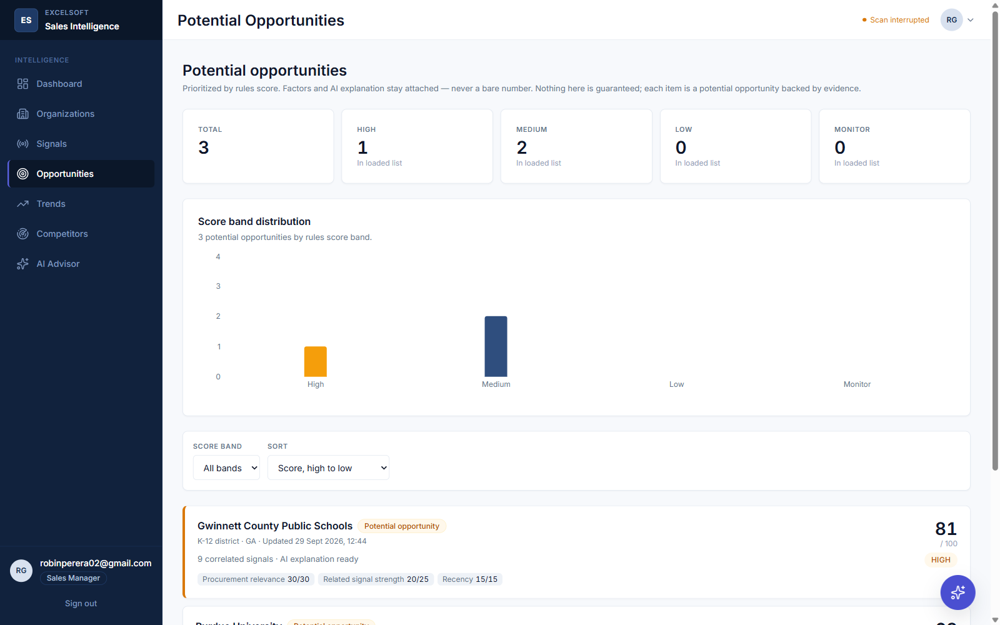 ES
EXCELSOFT
Sales Intelligence
INTELLIGENCE
Dashboard
Organizations
Signals
Opportunities
Trends
Competitors
AI Advisor
RG
robinperera02@gmail.com
Sales Manager
Sign out
Potential Opportunities
Scan interrupted
RG
Potential opportunities
Prioritized by rules score. Factors and AI explanation stay attached — never a bare number. Nothing here is guaranteed; each item is a potential opportunity backed by evidence.
TOTAL
3
HIGH
1
In loaded list
MEDIUM
2
In loaded list
LOW
0
In loaded list
MONITOR
0
In loaded list
Score band distribution
3 potential opportunities by rules score band.
4
3
2
1
0
High Medium Low Monitor
SCORE BAND
All bands
SORT
Score, high to low
Gwinnett County Public Schools Potential opportunity
K-12 district · GA · Updated 29 Sept 2026, 12:44
9 correlated signals · AI explanation ready
Procurement relevance 30/30 Related signal strength 20/25 Recency 15/15
81
/ 100
HIGH
Purdue University Potential opportunity